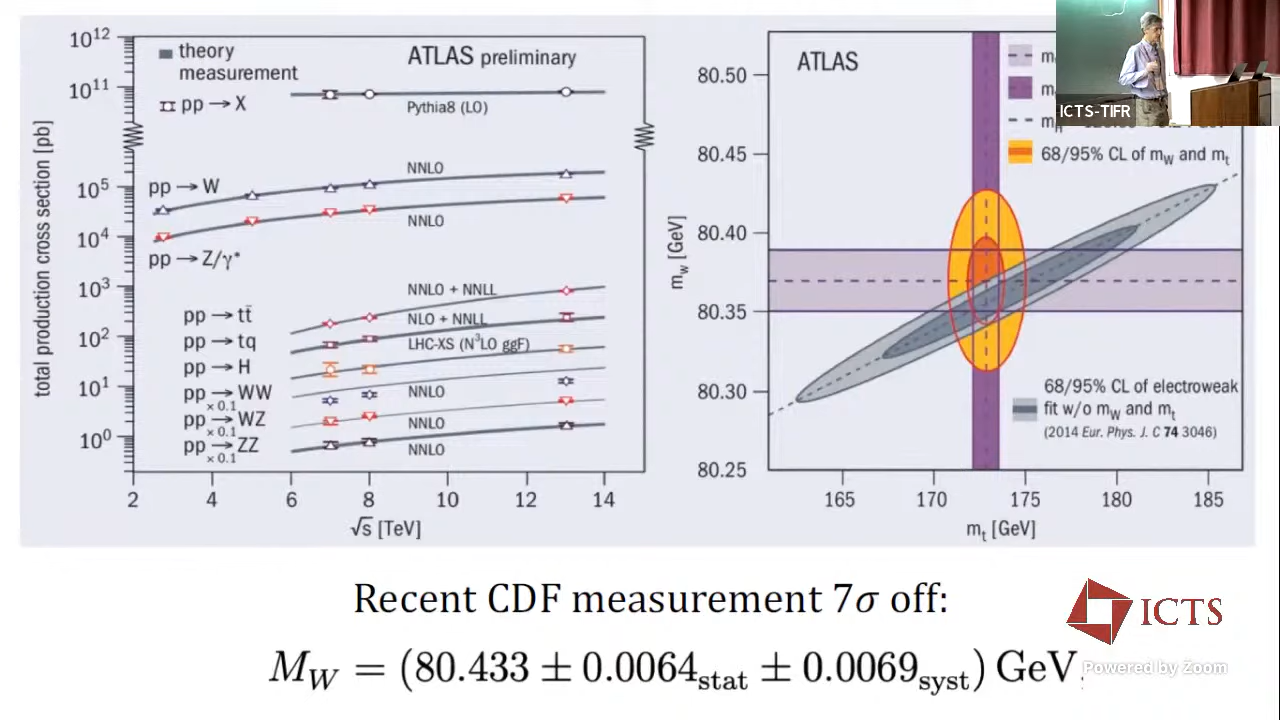 ATLAS preliminary
theory
measurement
pp → X
Pythia8 (LO)
pp → W
NNLO
NNLO
pp → Z/γ*
NNLO + NNLL
pp → tt̄
NLO + NNLL
pp → tq
LHC-XS (N³LO ggF)
pp → H
pp → WW
× 0.1
NNLO
pp → WZ
× 0.1
NNLO
pp → ZZ
× 0.1
NNLO
total production cross section [pb]
10¹²
10¹¹
10⁵
10⁴
10³
10²
10¹
10⁰
2 4 6 8 10 12 14
√s [TeV]
ATLAS
68/95% CL of m_W and m_t
68/95% CL of electroweak
fit w/o m_W and m_t
(2014 Eur. Phys. J. C 74 3046)
m_W [GeV]
80.50
80.45
80.40
80.35
80.30
80.25
165 170 175 180 185
m_t [GeV]
ICTS-TIFR
Recent CDF measurement 7σ off:
M_W = (80.433 ± 0.0064_stat ± 0.0069_syst) GeV
ICTS
Powered by Zoom